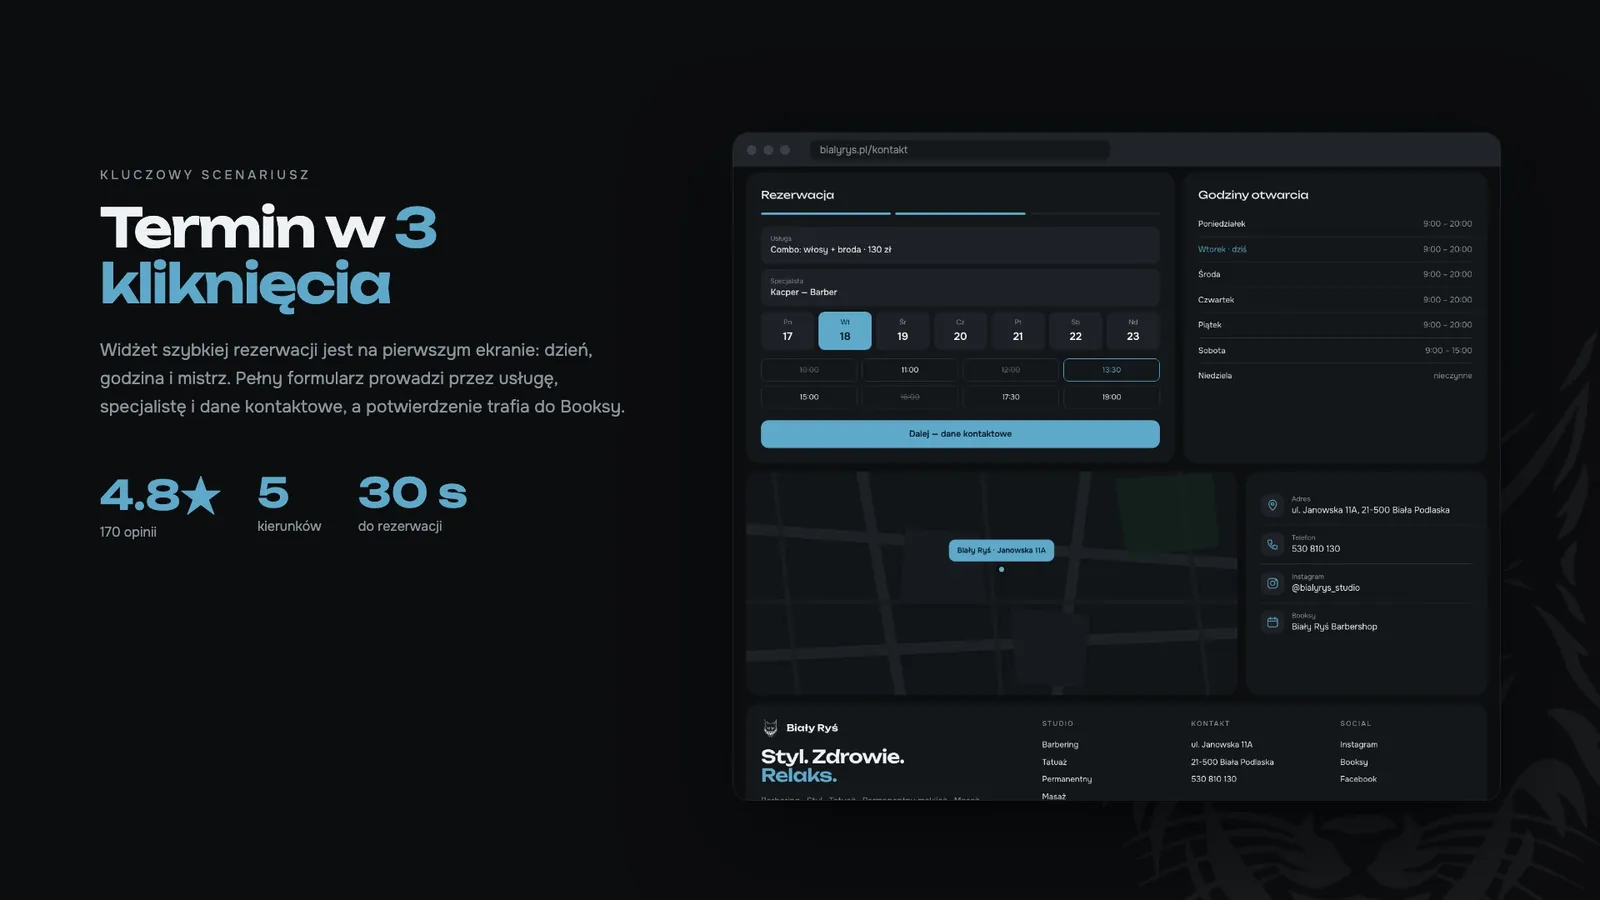 KLUCZOWY SCENARIUSZ
Termin w 3
kliknięcia
Widżet szybkiej rezerwacji jest na pierwszym ekranie: dzień,
godzina i mistrz. Pełny formularz prowadzi przez usługę,
specjalistę i dane kontaktowe, a potwierdzenie trafia do Booksy.
4.8★
170 opinii
5
kierunków
30 s
do rezerwacji
bialyrys.pl/kontakt
Rezerwacja
Usługa
Combo: włosy + broda · 130 zł
Specjalista
Kacper — Barber
Pn Wt Śr Cz Pt Sb Nd
17 18 19 20 21 22 23
10:00 11:00 12:00 13:30
15:00 16:00 17:30 19:00
Dalej — dane kontaktowe
Godziny otwarcia
Poniedziałek 9:00 – 20:00
Wtorek · dziś 9:00 – 20:00
Środa 9:00 – 20:00
Czwartek 9:00 – 20:00
Piątek 9:00 – 20:00
Sobota 9:00 – 15:00
Niedziela nieczynne
Biały Ryś · Janowska 11A
Adres
ul. Janowska 11A, 21-500 Biała Podlaska
Telefon
530 810 130
Instagram
@bialyrys_studio
Booksy
Biały Ryś Barbershop
Biały Ryś
Styl. Zdrowie.
Relaks.
Barbering · Styl · Tatuaż · Permanentny makijaż · Masaż
STUDIO
Barbering
Tatuaż
Permanentny
Masaż
KONTAKT
ul. Janowska 11A
21-500 Biała Podlaska
530 810 130
SOCIAL
Instagram
Booksy
Facebook